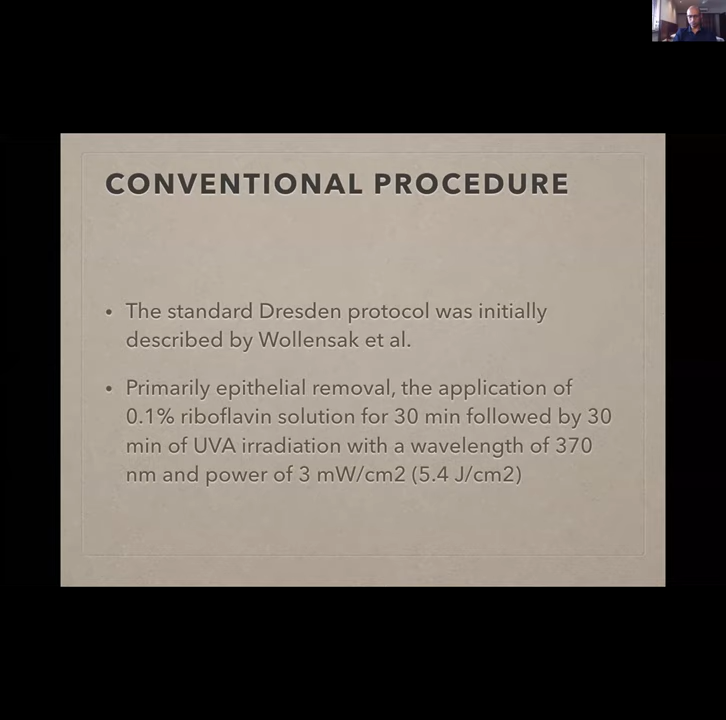 CONVENTIONAL PROCEDURE
• The standard Dresden protocol was initially
described by Wollensak et al.
• Primarily epithelial removal, the application of
0.1% riboflavin solution for 30 min followed by 30
min of UVA irradiation with a wavelength of 370
nm and power of 3 mW/cm2 (5.4 J/cm2)